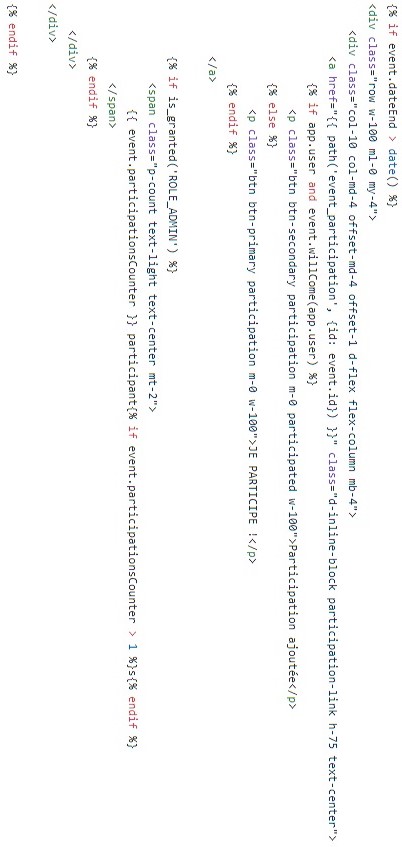 {% if event.dateEnd > date() %}
<div class="row w-100 ml-0 my-4">
<div class="col-10 col-md-4 offset-md-4 offset-1 d-flex flex-column mb-4">
<a href="{{ path('event_participation', {id: event.id}) }}" class="d-inline-block participation-link h-75 text-center">
{% if app.user and event.willCome(app.user) %}
<p class="btn btn-secondary participation m-0 participated w-100">Participation ajoutée</p>
{% else %}
<p class="btn btn-primary participation m-0 w-100">JE PARTICIPE !</p>
{% endif %}
</a>
{% if is_granted('ROLE_ADMIN') %}
<span class="p-count text-light text-center mt-2">
{{ event.participationsCounter }} participant{% if event.participationsCounter > 1 %}s{% endif %}
</span>
{% endif %}
</div>
</div>
{% endif %}